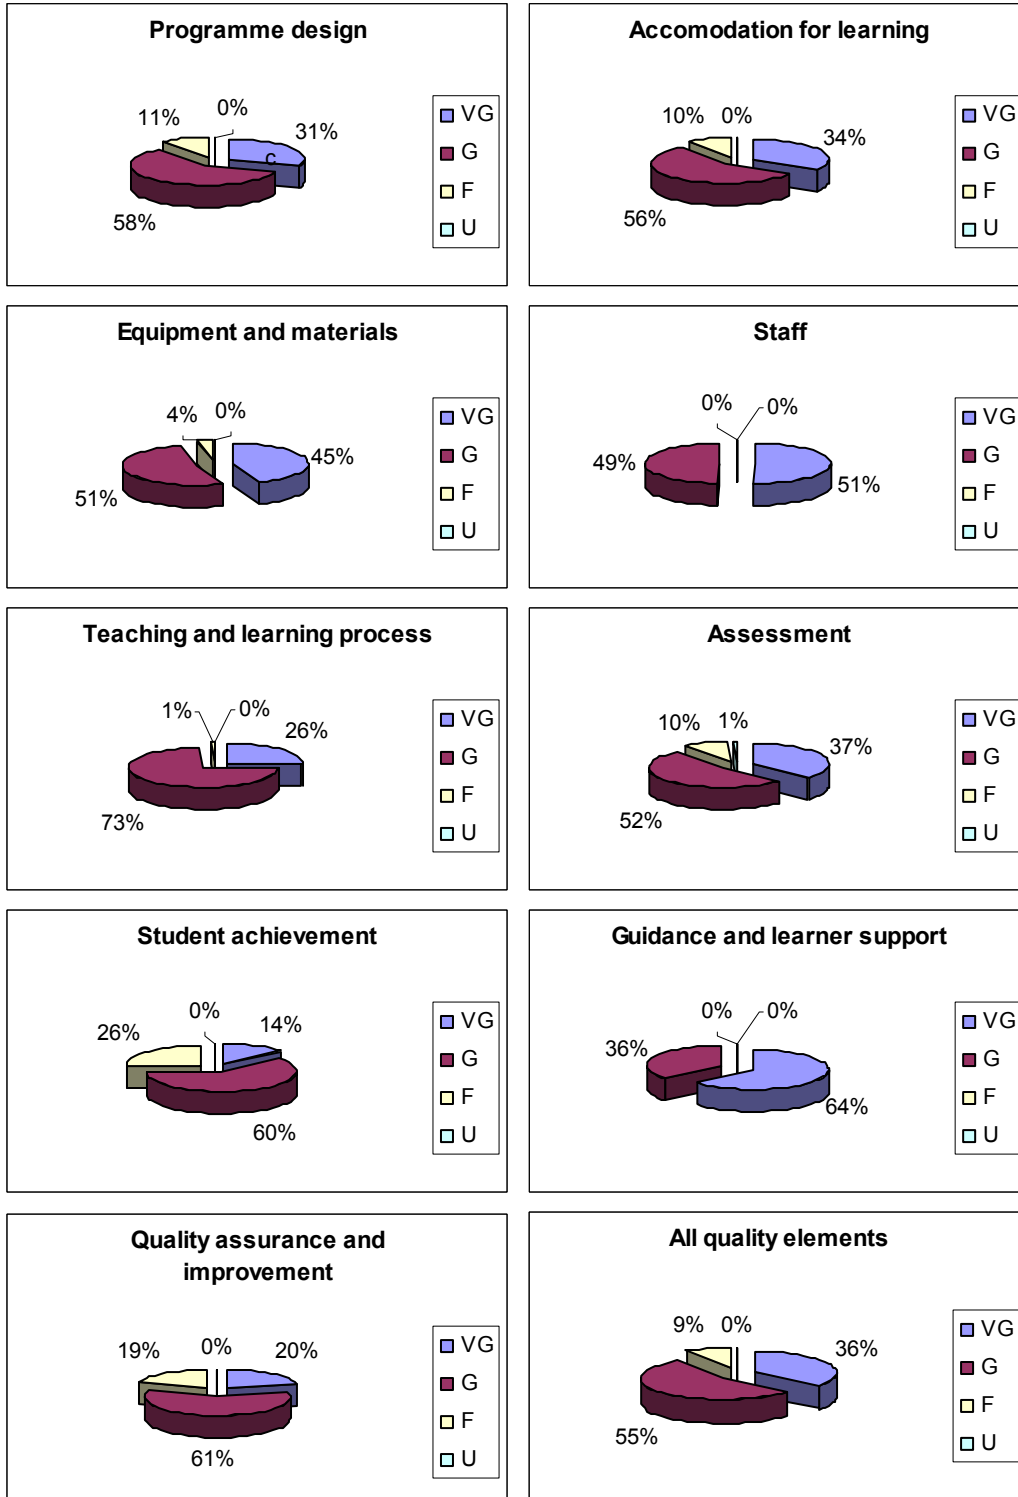 Programme design
11%
0%
31%
c
58%
VG
G
F
U
Accomodation for learning
10%
0%
34%
56%
VG
G
F
U
Equipment and materials
4%
0%
45%
51%
VG
G
F
U
Staff
0%
0%
49%
51%
VG
G
F
U
Teaching and learning process
1%
0%
26%
73%
VG
G
F
U
Assessment
10%
1%
37%
52%
VG
G
F
U
Student achievement
26%
0%
14%
60%
VG
G
F
U
Guidance and learner support
0%
0%
36%
64%
VG
G
F
U
Quality assurance and
improvement
19%
0%
20%
61%
VG
G
F
U
All quality elements
9%
0%
36%
55%
VG
G
F
U